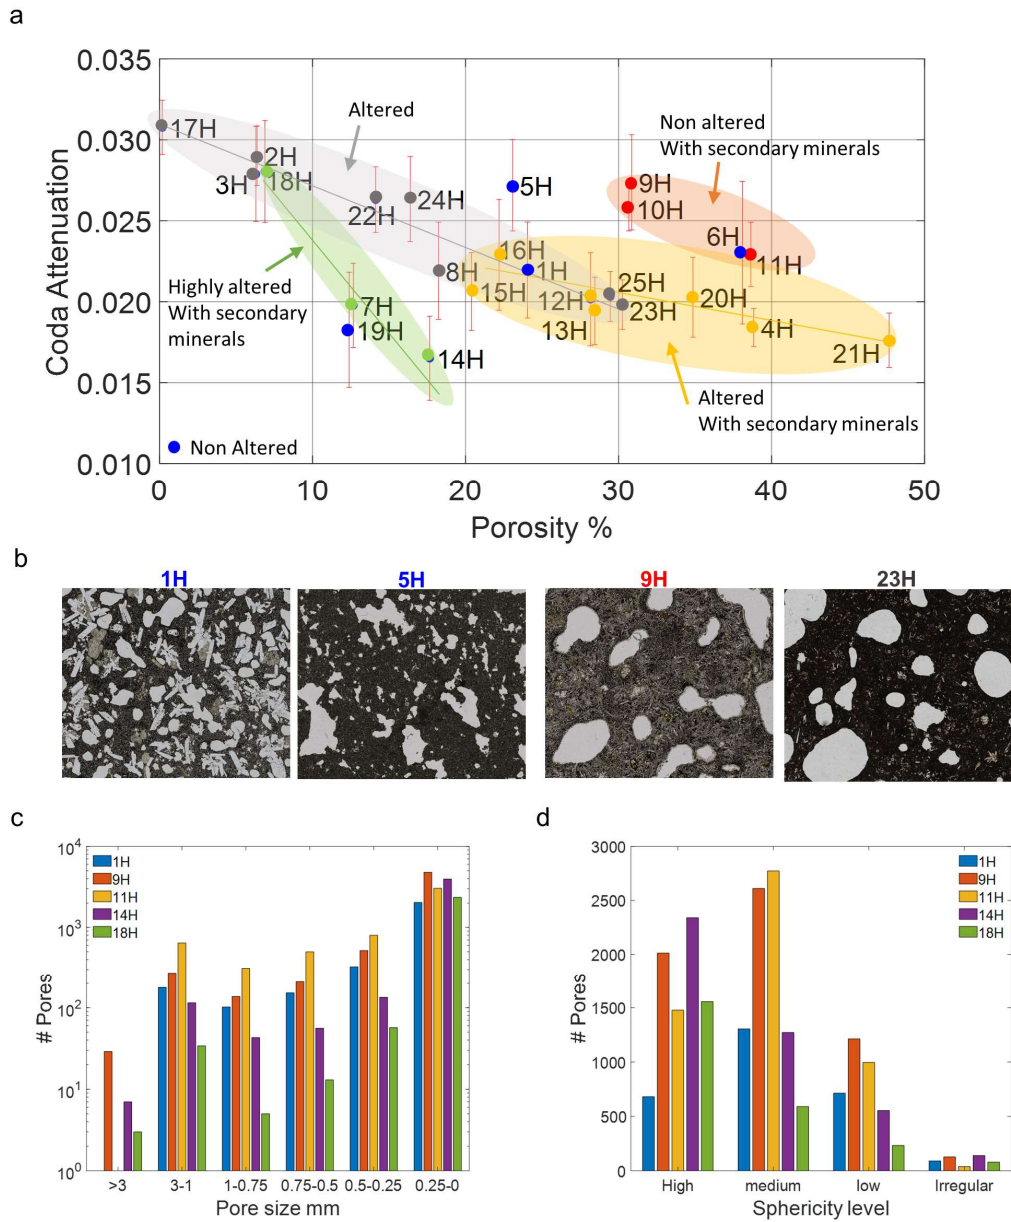 a
0.035
0.030
0.025
0.020
0.015
0.010
Coda Attenuation
17H
2H
3H
18H
22H
24H
5H
9H
10H
6H
11H
16H
1H
8H
15H
12H
25H
13H
23H
20H
4H
21H
7H
19H
14H
Altered
Non altered
With secondary minerals
Highly altered
With secondary
minerals
Altered
With secondary minerals
Non Altered
0
10
20
30
40
50
Porosity %
b
1H
5H
9H
23H
c
10^4
10^3
10^2
10^1
10^0
# Pores
1H
9H
11H
14H
18H
>3
3-1
1-0.75
0.75-0.5
0.5-0.25
0.25-0
Pore size mm
d
3000
2500
2000
1500
1000
500
0
# Pores
1H
9H
11H
14H
18H
High
medium
low
Irregular
Sphericity level